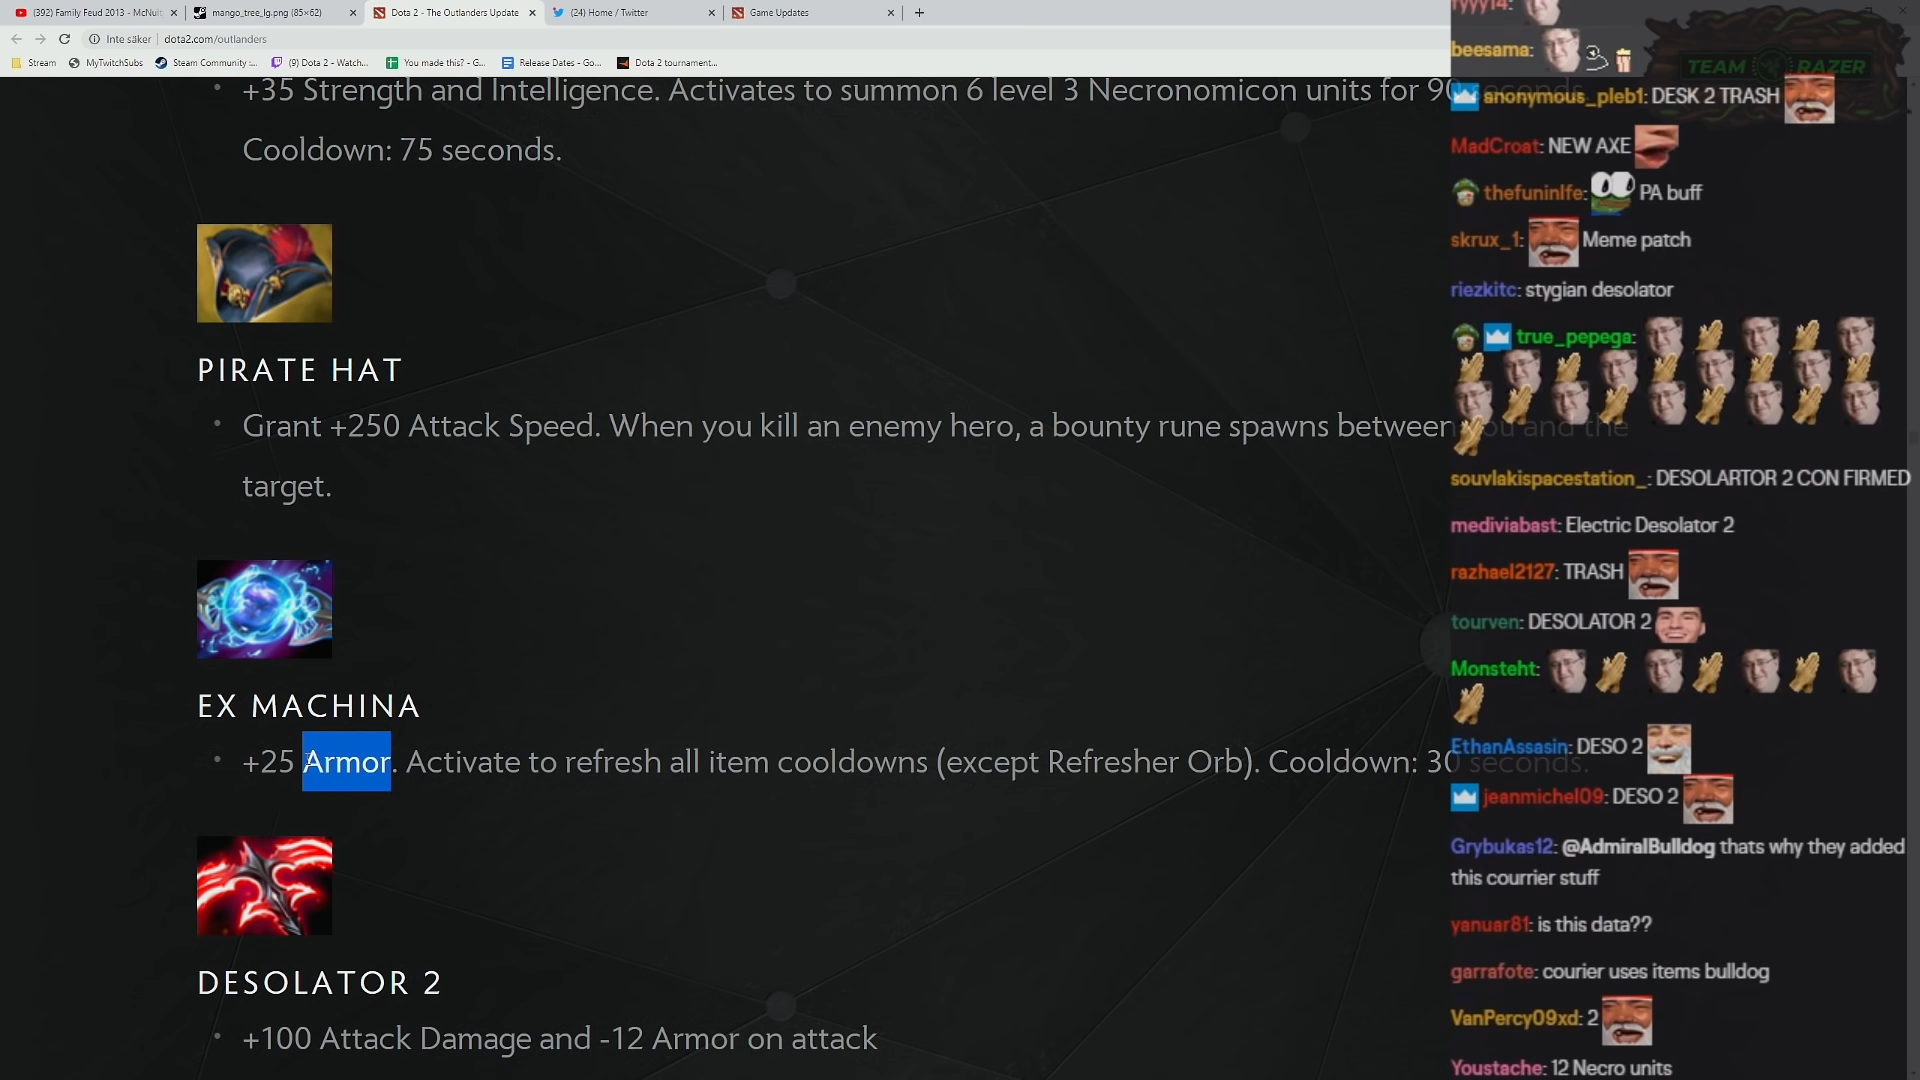 (392) Family Feud 2013 - McNult
mango_tree_lg.png (85×62)
Dota 2 - The Outlanders Update
(24) Home / Twitter
Game Updates
Inte säker | dota2.com/outlanders
Stream
MyTwitchSubs
Steam Community :...
(9) Dota 2 - Watch...
You made this? - G...
Release Dates - Go...
Dota 2 tournament...
+35 Strength and Intelligence. Activates to summon 6 level 3 Necronomicon units for 90 seconds.
Cooldown: 75 seconds.
PIRATE HAT
• Grant +250 Attack Speed. When you kill an enemy hero, a bounty rune spawns between you and the
target.
EX MACHINA
• +25 Armor. Activate to refresh all item cooldowns (except Refresher Orb). Cooldown: 30 seconds.
DESOLATOR 2
• +100 Attack Damage and -12 Armor on attack
TEAM RAZER
fyyy14:
beesama:
anonymous_pleb1: DESK 2 TRASH
MadCroat: NEW AXE
thefuninlfe: PA buff
skrux_1: Meme patch
riezkitc: stygian desolator
true_pepega:
souvlakispacestation_: DESOLARTOR 2 CON FIRMED
mediviabast: Electric Desolator 2
razhael2127: TRASH
tourven: DESOLATOR 2
Monsteht:
EthanAssasin: DESO 2
jeanmichel09: DESO 2
Grybukas12: @AdmiralBulldog thats why they added
this courrier stuff
yanuar81: is this data??
garrafote: courier uses items bulldog
VanPercy09xd: 2
Youstache: 12 Necro units